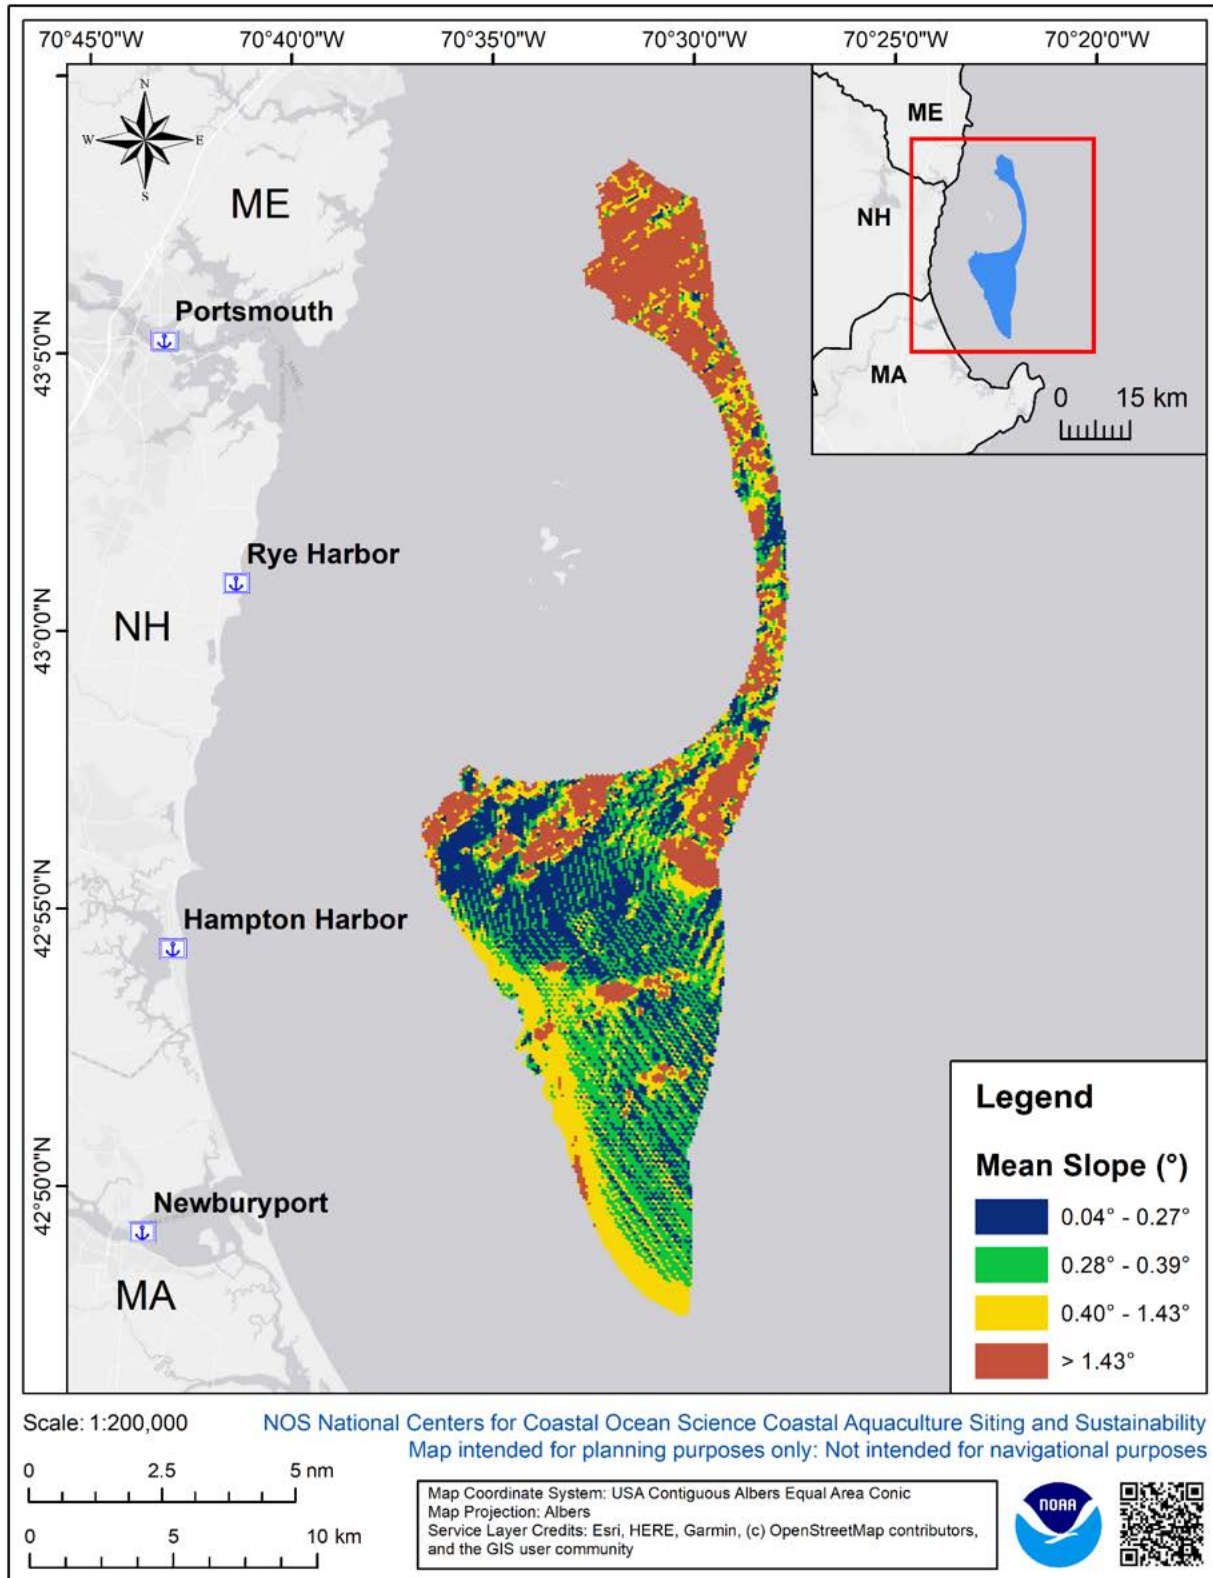 70°45'0"W 70°40'0"W 70°35'0"W 70°30'0"W 70°25'0"W 70°20'0"W
N
W E
S
ME
Portsmouth
43°5'0"N
Rye Harbor
NH
43°0'0"N
Hampton Harbor
42°55'0"N
Newburyport
42°50'0"N
MA
ME
NH
MA
0 15 km
Legend
Mean Slope (°)
0.04° - 0.27°
0.28° - 0.39°
0.40° - 1.43°
> 1.43°
Scale: 1:200,000
NOS National Centers for Coastal Ocean Science Coastal Aquaculture Siting and Sustainability
Map intended for planning purposes only: Not intended for navigational purposes
0 2.5 5 nm
0 5 10 km
Map Coordinate System: USA Contiguous Albers Equal Area Conic
Map Projection: Albers
Service Layer Credits: Esri, HERE, Garmin, (c) OpenStreetMap contributors,
and the GIS user community
NOAA